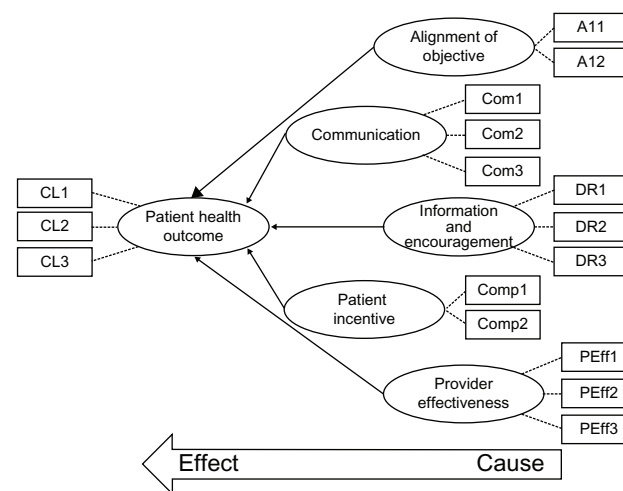 Alignment of
objective
A11
A12
Communication
Com1
Com2
Com3
CL1
CL2
CL3
Patient health
outcome
Information
and
encouragement
DR1
DR2
DR3
Patient
incentive
Comp1
Comp2
Provider
effectiveness
PEff1
PEff2
PEff3
Effect
Cause